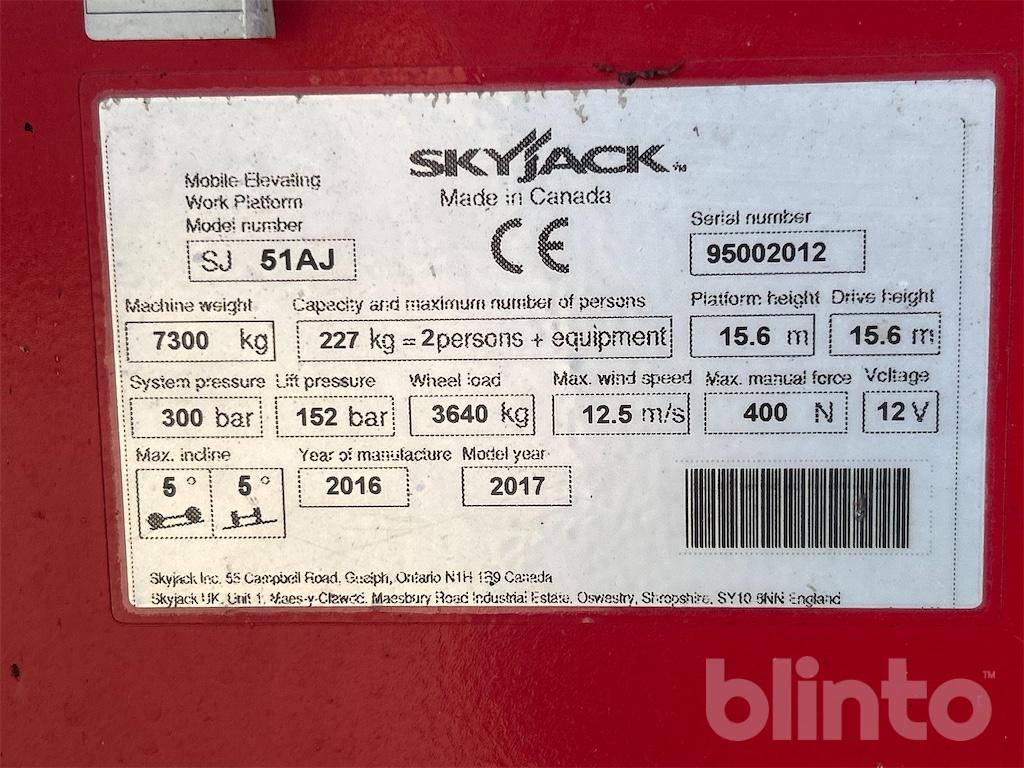 SKYJACK™
Made in Canada
CE
Mobile Elevating
Work Platform
Model number
SJ 51AJ
Serial number
95002012
Machine weight
7300 kg
Capacity and maximum number of persons
227 kg = 2persons + equipment
Platform height
15.6 m
Drive height
15.6 m
System pressure
300 bar
Lift pressure
152 bar
Wheel load
3640 kg
Max. wind speed
12.5 m/s
Max. manual force
400 N
Voltage
12 V
Max. incline
5° 5°
Year of manufacture
2016
Model year
2017
Skyjack Inc. 55 Campbell Road, Guelph, Ontario N1H 1B9 Canada
Skyjack UK, Unit 1, Maes-y-Clawdd, Maesbury Road Industrial Estate, Oswestry, Shropshire, SY10 8NN England
blinto™